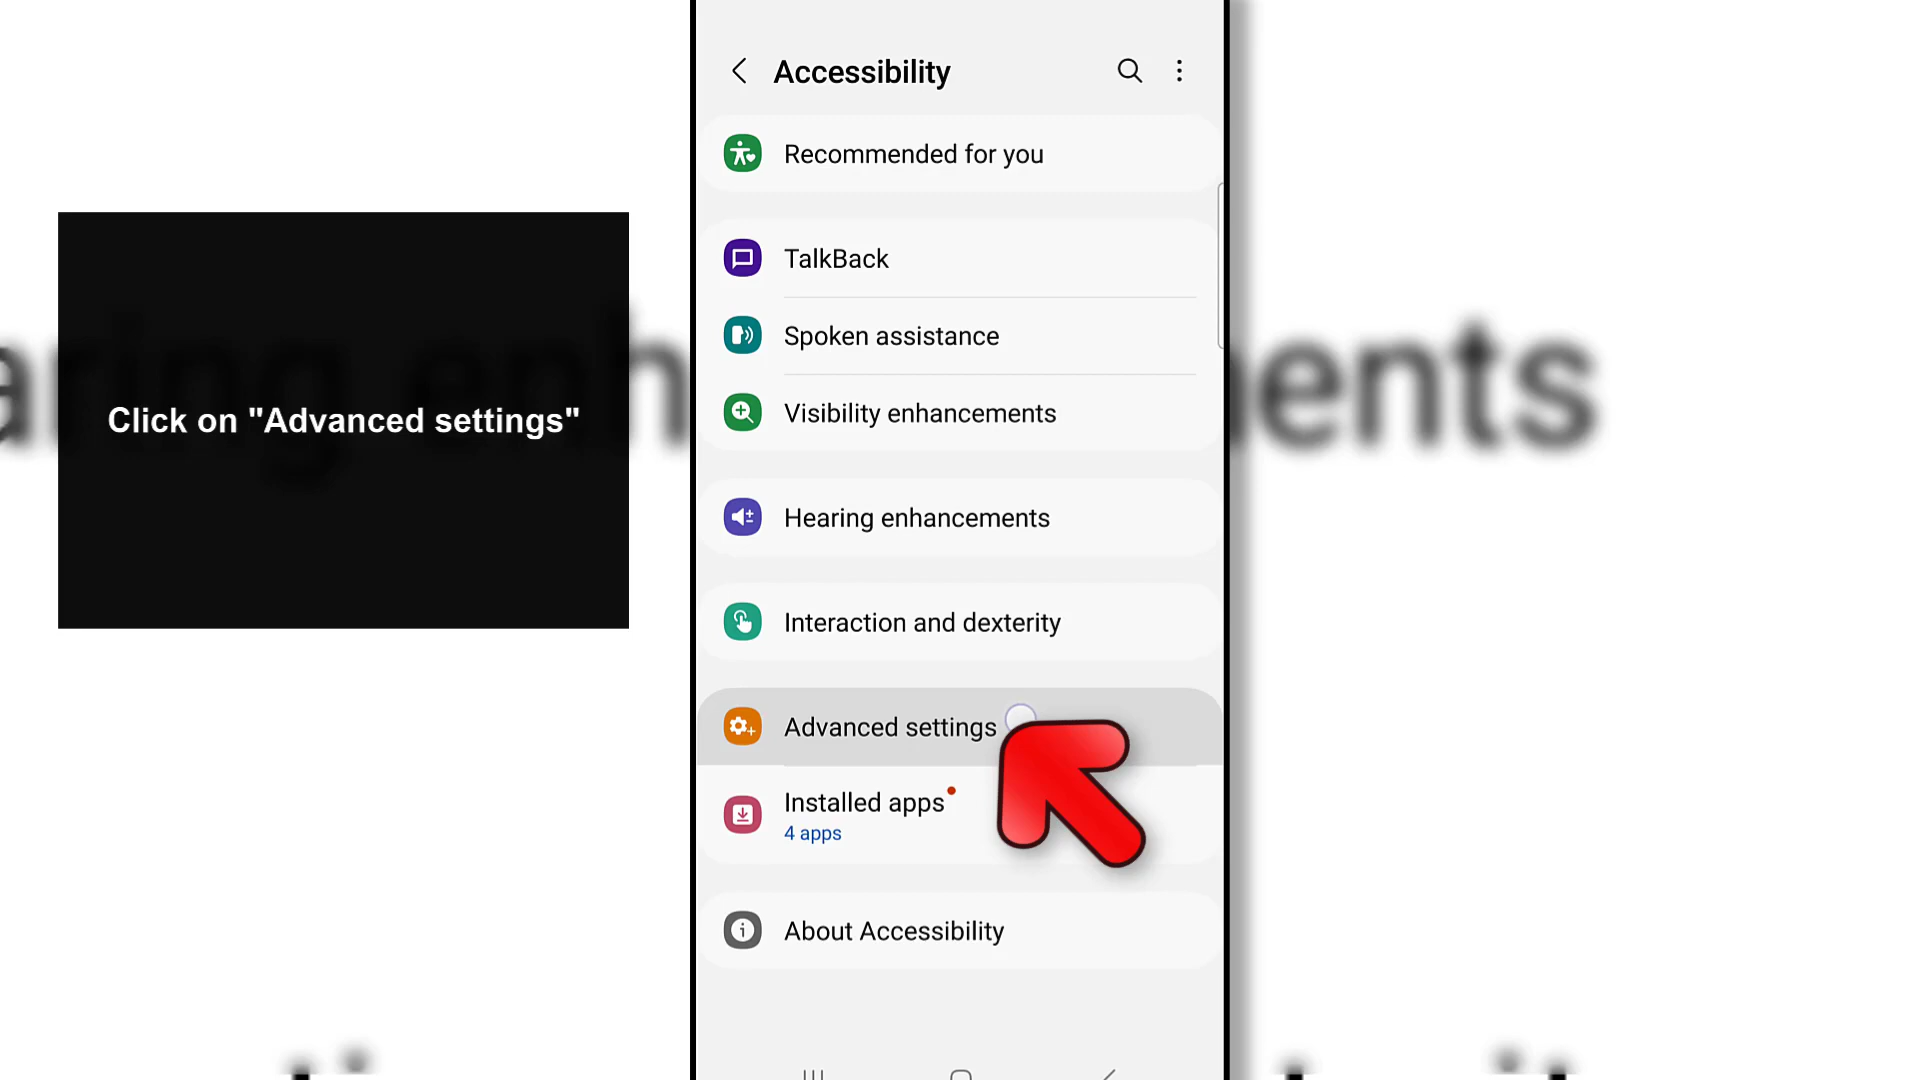 Click on "Advanced settings"
Accessibility
Recommended for you
TalkBack
Spoken assistance
Visibility enhancements
Hearing enhancements
Interaction and dexterity
Advanced settings
Installed apps
4 apps
About Accessibility